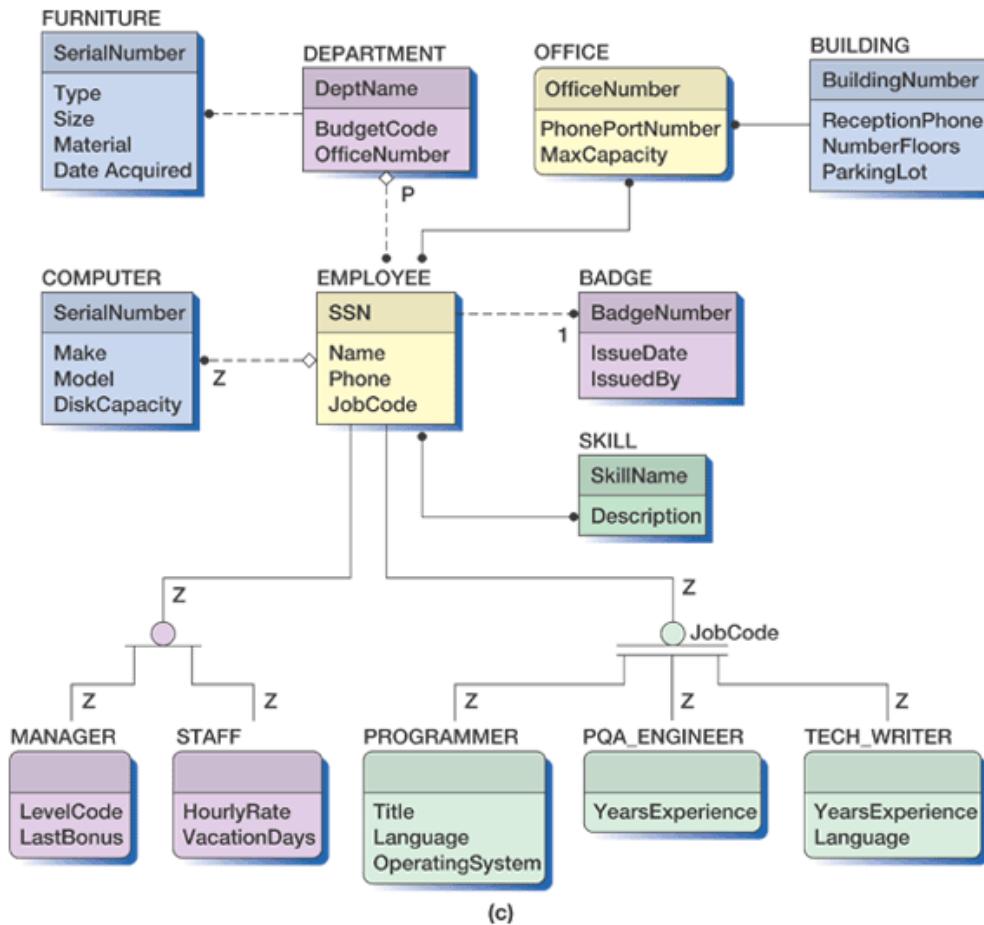 FURNITURE
SerialNumber
Type
Size
Material
Date Acquired
DEPARTMENT
DeptName
BudgetCode
OfficeNumber
P
OFFICE
OfficeNumber
PhonePortNumber
MaxCapacity
BUILDING
BuildingNumber
ReceptionPhone
NumberFloors
ParkingLot
COMPUTER
SerialNumber
Make
Model
DiskCapacity
Z
EMPLOYEE
SSN
Name
Phone
JobCode
BADGE
BadgeNumber
IssueDate
IssuedBy
1
SKILL
SkillName
Description
Z
Z
JobCode
Z
Z
Z
Z
Z
MANAGER
LevelCode
LastBonus
STAFF
HourlyRate
VacationDays
PROGRAMMER
Title
Language
OperatingSystem
PQA_ENGINEER
YearsExperience
TECH_WRITER
YearsExperience
Language
(c)